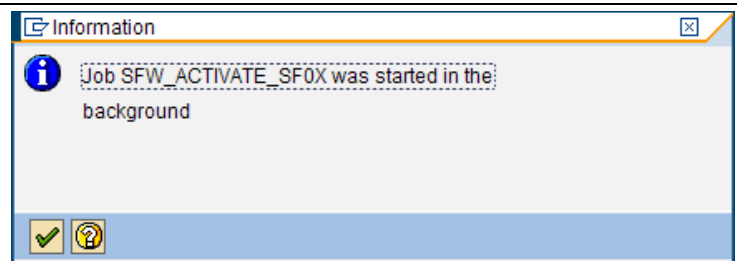 Information
Job SFW_ACTIVATE_SF0X was started in the
background